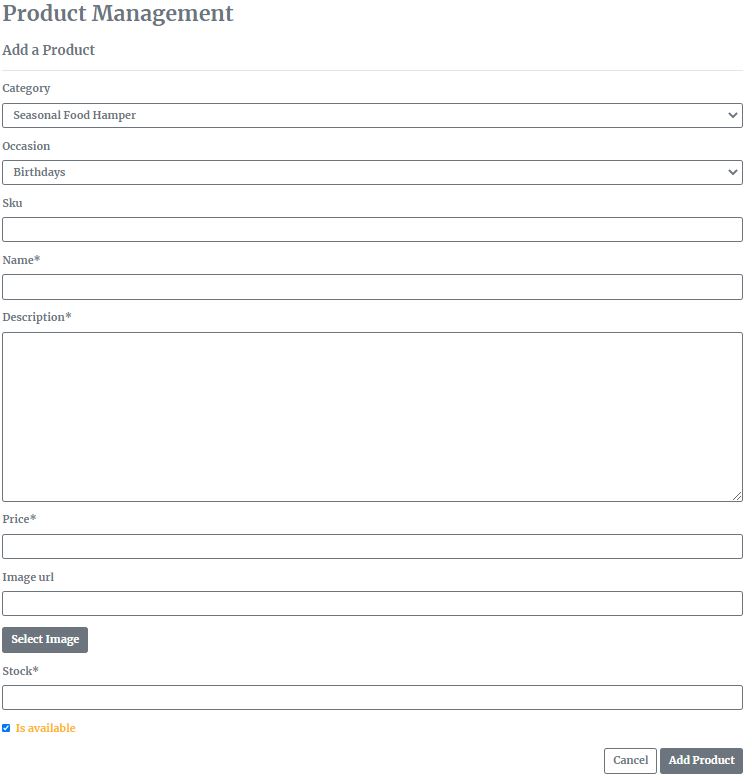 Product Management
Add a Product
Category
Seasonal Food Hamper
Occasion
Birthdays
Sku
Name*
Description*
Price*
Image url
Select Image
Stock*
Is available
Cancel Add Product